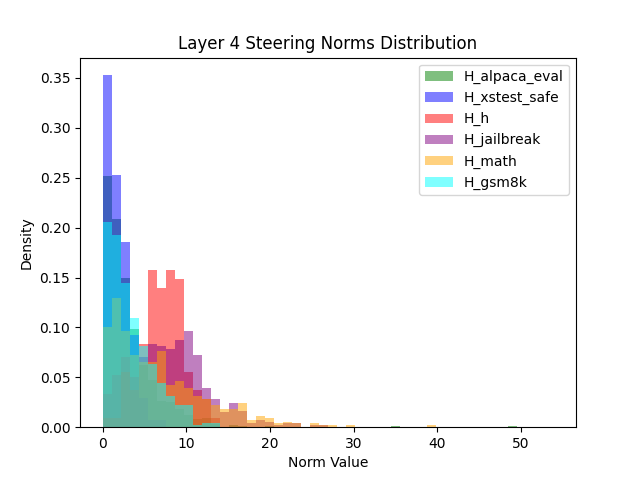 Layer 4 Steering Norms Distribution
H_alpaca_eval
H_xstest_safe
H_h
H_jailbreak
H_math
H_gsm8k
Density
0.35
0.30
0.25
0.20
0.15
0.10
0.05
0.00
0 10 20 30 40 50
Norm Value